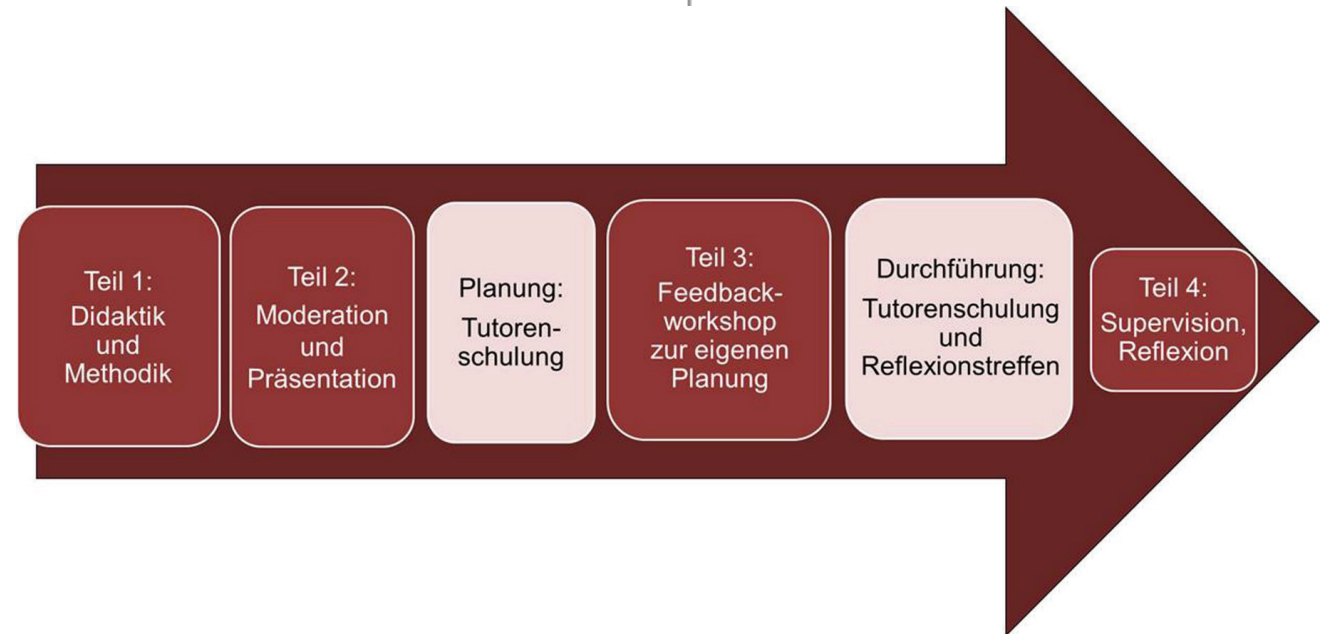 Teil 1:
Didaktik
und
Methodik
Teil 2:
Moderation
und
Präsentation
Planung:
Tutoren-
schulung
Teil 3:
Feedback-
workshop
zur eigenen
Planung
Durchführung:
Tutorenschulung
und
Reflexionstreffen
Teil 4:
Supervision,
Reflexion